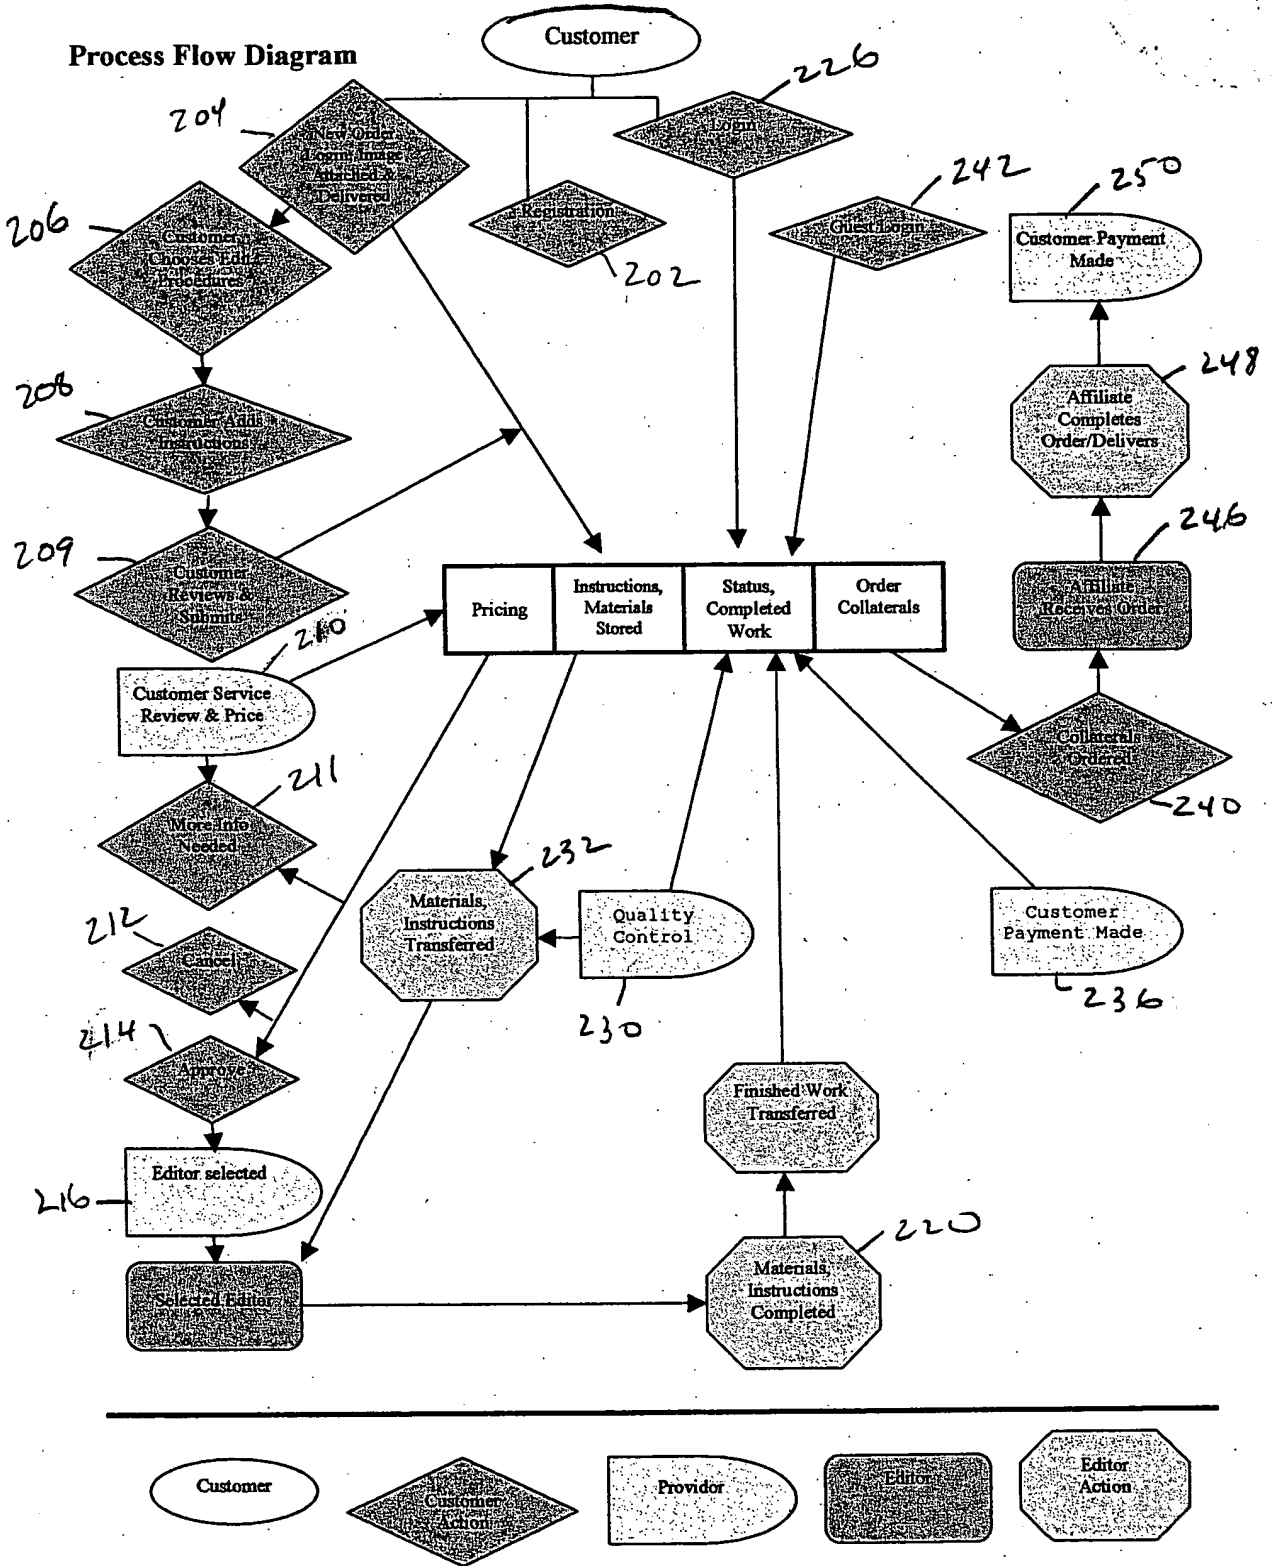 Process Flow Diagram
Customer
204
New Order
Login, Image
Attached &
Delivered
226
Login
242
Guest Login
250
Customer Payment
Made
206
Customer
Chooses Edit
Procedures
Registration
202
208
Customer Adds
Instructions
248
Affiliate
Completes
Order/Delivers
209
Customer
Reviews &
Submits
246
Affiliate
Receives Order
Pricing
Instructions,
Materials
Stored
Status,
Completed
Work
Order
Collaterals
210
Customer Service
Review & Price
Collaterals
Ordered
240
211
More Info
Needed
232
Materials,
Instructions
Transferred
Quality
Control
230
Customer
Payment Made
236
212
Cancel
214
Approve
Finished Work
Transferred
Editor selected
216
220
Materials,
Instructions
Completed
Selected Editor
Customer
Customer
Action
Providor
Editor
Editor
Action